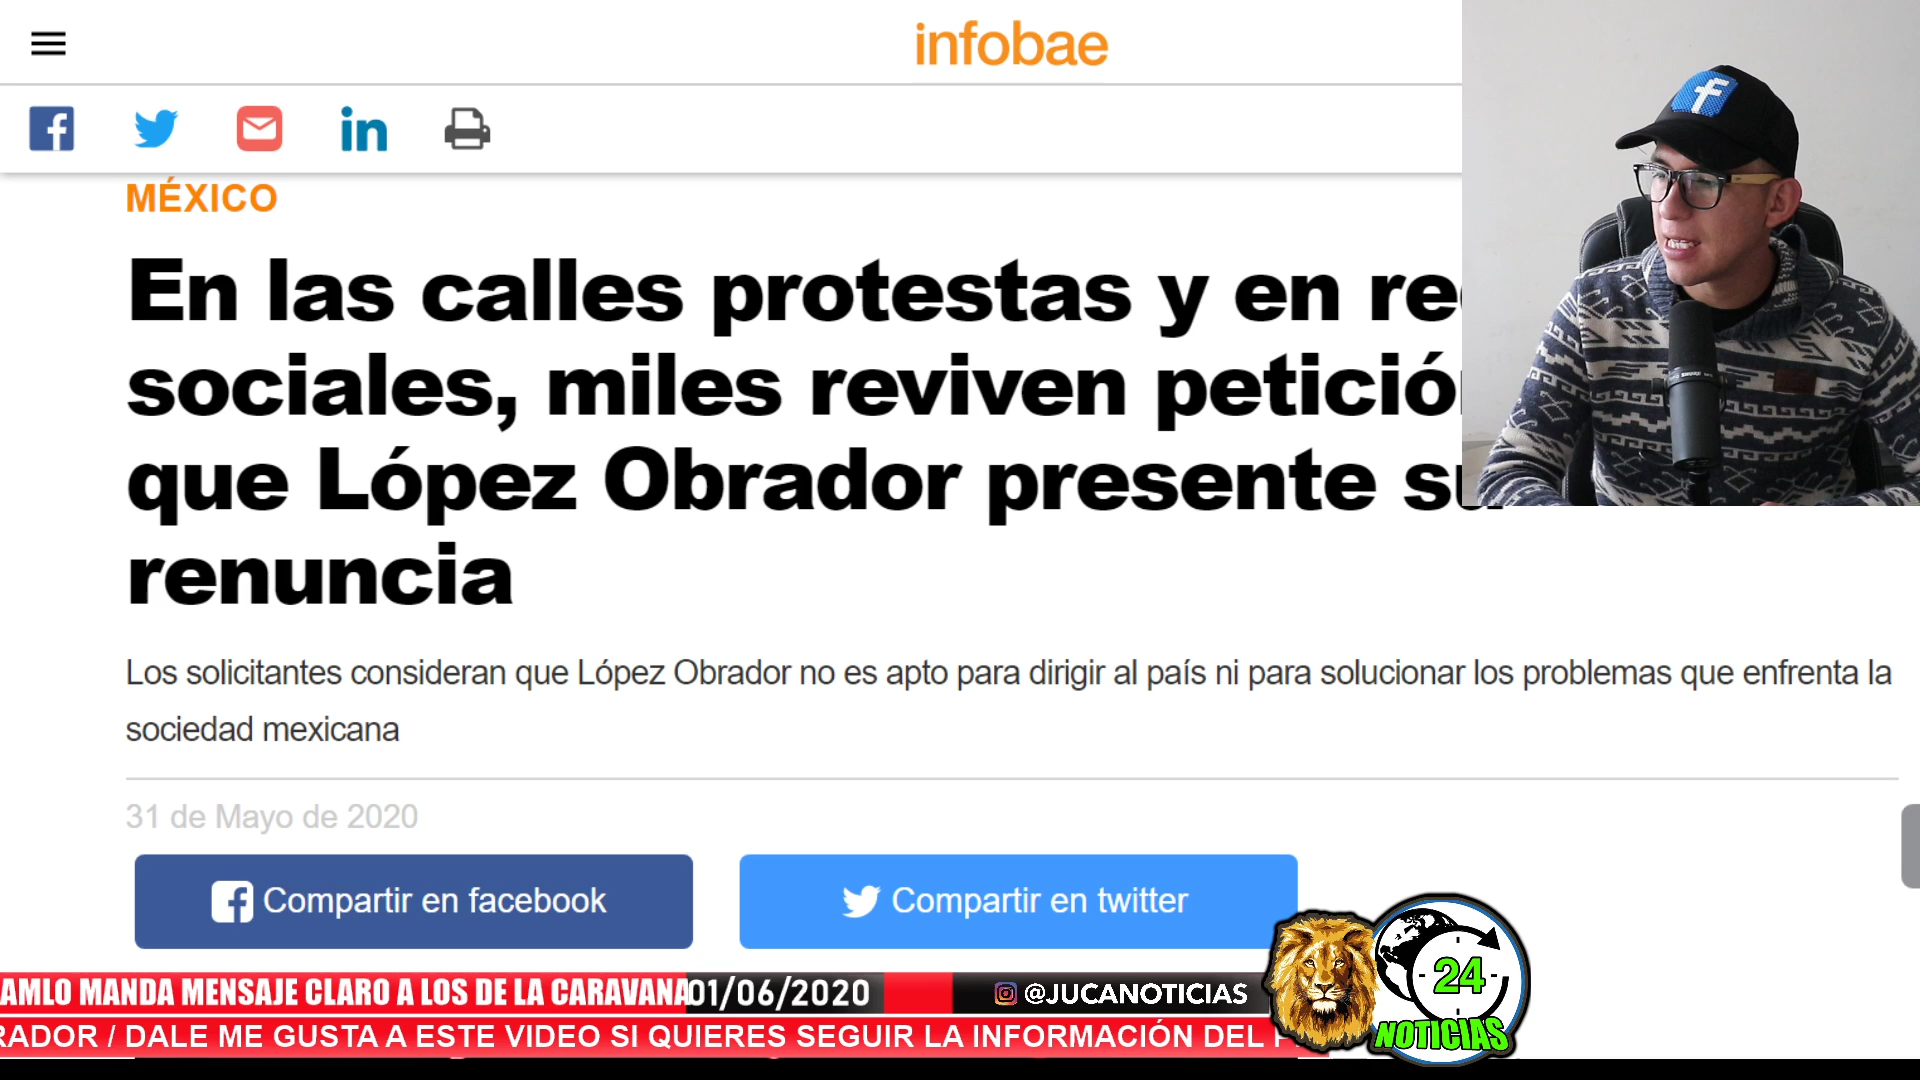 infobae
MÉXICO
En las calles protestas y en
sociales, miles reviven
que López Obrador presente
renuncia
Los solicitantes consideran que López Obrador no es apto para dirigir al país ni para solucionar los problemas que enfrenta la
sociedad mexicana
31 de Mayo de 2020
Compartir en facebook
Compartir en twitter
AMLO MANDA MENSAJE CLARO A LOS DE LA CARAVANA
01/06/2020
@JUCANOTICIAS
24
NOTICIAS
RADOR / DALE ME GUSTA A ESTE VIDEO SI QUIERES SEGUIR LA INFORMACIÓN DEL